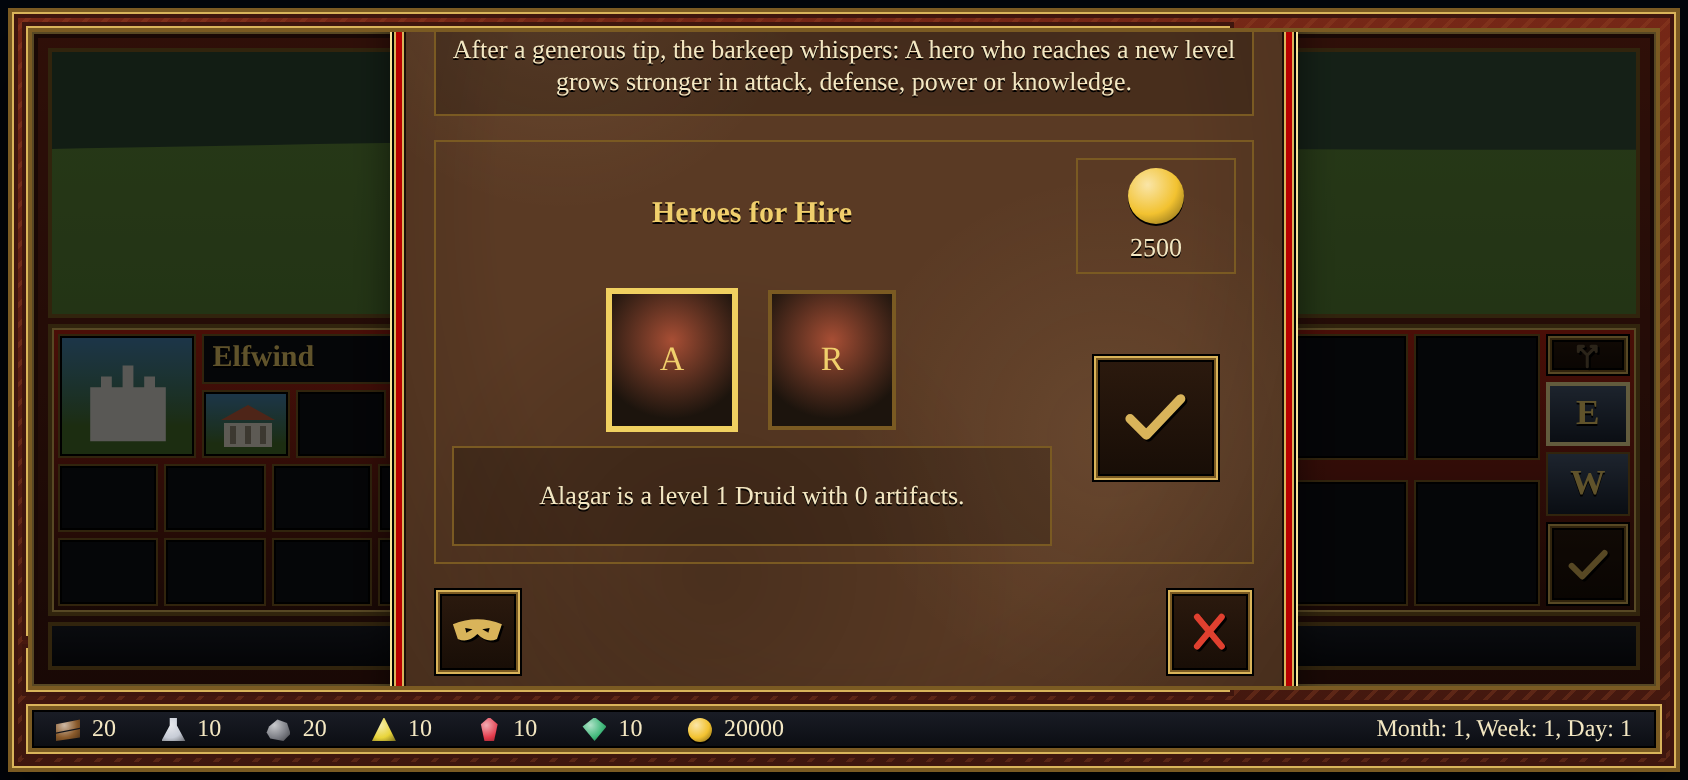 After a generous tip, the barkeep whispers: A hero who reaches a new level
grows stronger in attack, defense, power or knowledge.
Heroes for Hire
2500
A
R
Alagar is a level 1 Druid with 0 artifacts.
Elfwind
E
W
20
10
20
10
10
10
20000
Month: 1, Week: 1, Day: 1